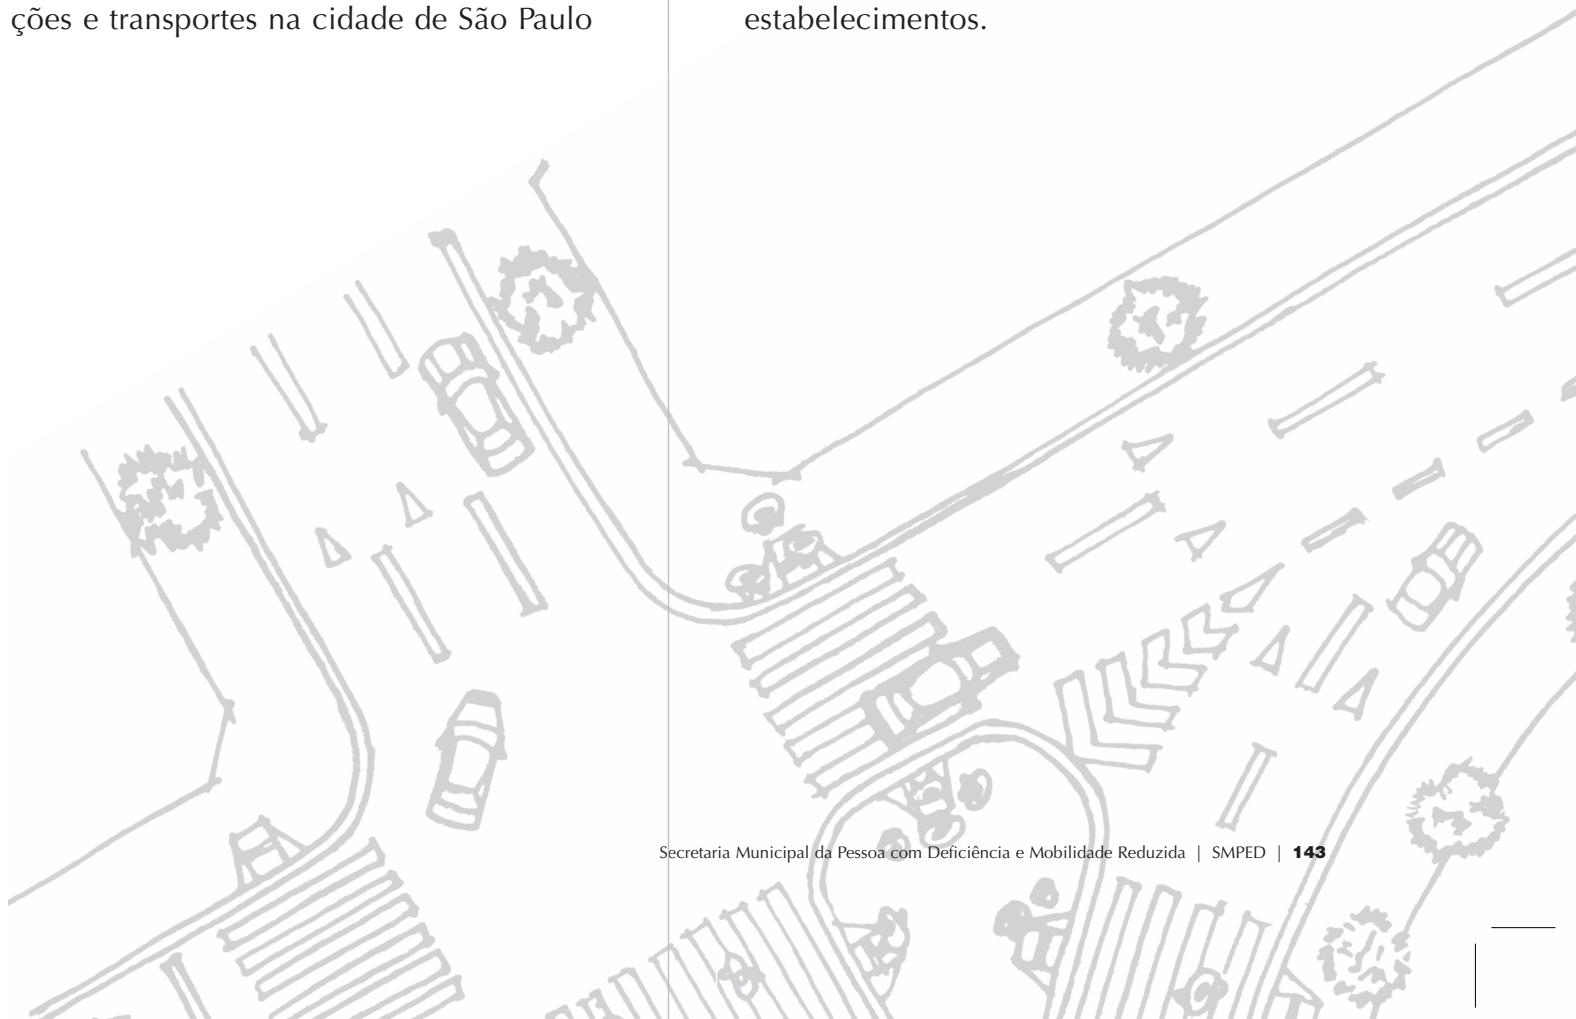 ções e transportes na cidade de São Paulo
estabelecimentos.
Secretaria Municipal da Pessoa com Deficiência e Mobilidade Reduzida | SMPED | 143